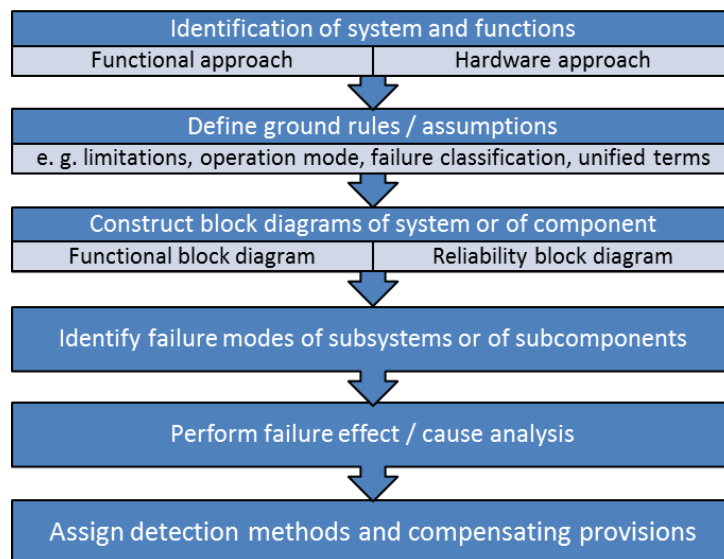 Identification of system and functions
Functional approach
Hardware approach
Define ground rules / assumptions
e. g. limitations, operation mode, failure classification, unified terms
Construct block diagrams of system or of component
Functional block diagram
Reliability block diagram
Identify failure modes of subsystems or of subcomponents
Perform failure effect / cause analysis
Assign detection methods and compensating provisions